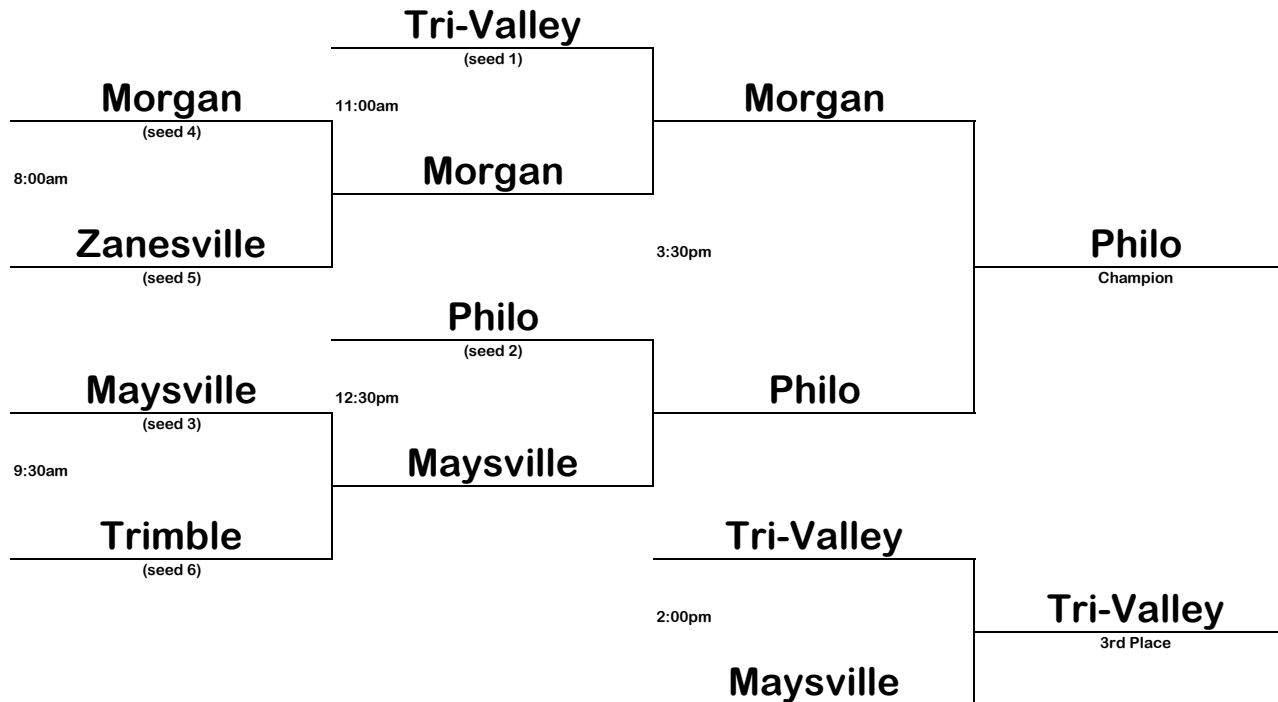 Tri-Valley
(seed 1)
Morgan
11:00am
Morgan
(seed 4)
8:00am
Morgan
Zanesville
3:30pm
Philo
(seed 5)
Champion
Philo
(seed 2)
Maysville
12:30pm
Philo
(seed 3)
9:30am
Maysville
Trimble
Tri-Valley
(seed 6)
2:00pm
Tri-Valley
3rd Place
Maysville